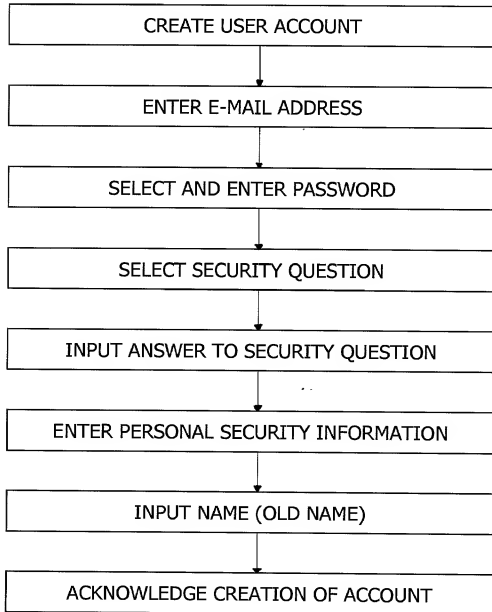 CREATE USER ACCOUNT
ENTER E-MAIL ADDRESS
SELECT AND ENTER PASSWORD
SELECT SECURITY QUESTION
INPUT ANSWER TO SECURITY QUESTION
ENTER PERSONAL SECURITY INFORMATION
INPUT NAME (OLD NAME)
ACKNOWLEDGE CREATION OF ACCOUNT